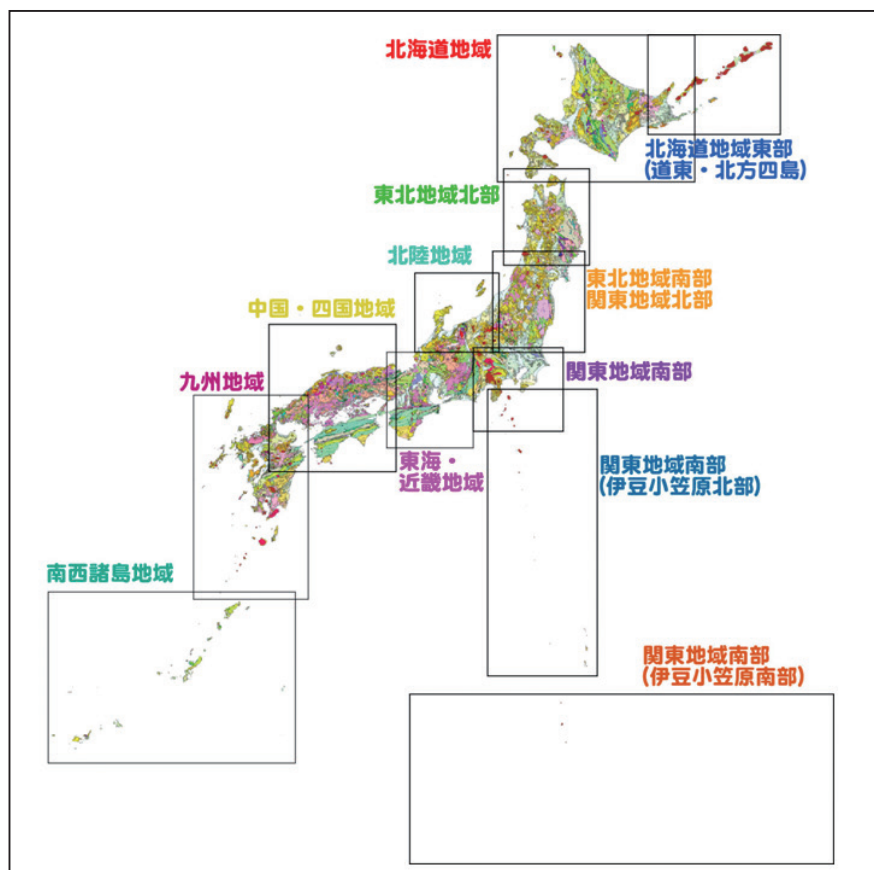 北海道地域
北海道地域東部
(道東・北方四島)
東北地域北部
北陸地域
東北地域南部
関東地域北部
中国・四国地域
関東地域南部
九州地域
東海・
近畿地域
関東地域南部
(伊豆小笠原北部)
南西諸島地域
関東地域南部
(伊豆小笠原南部)